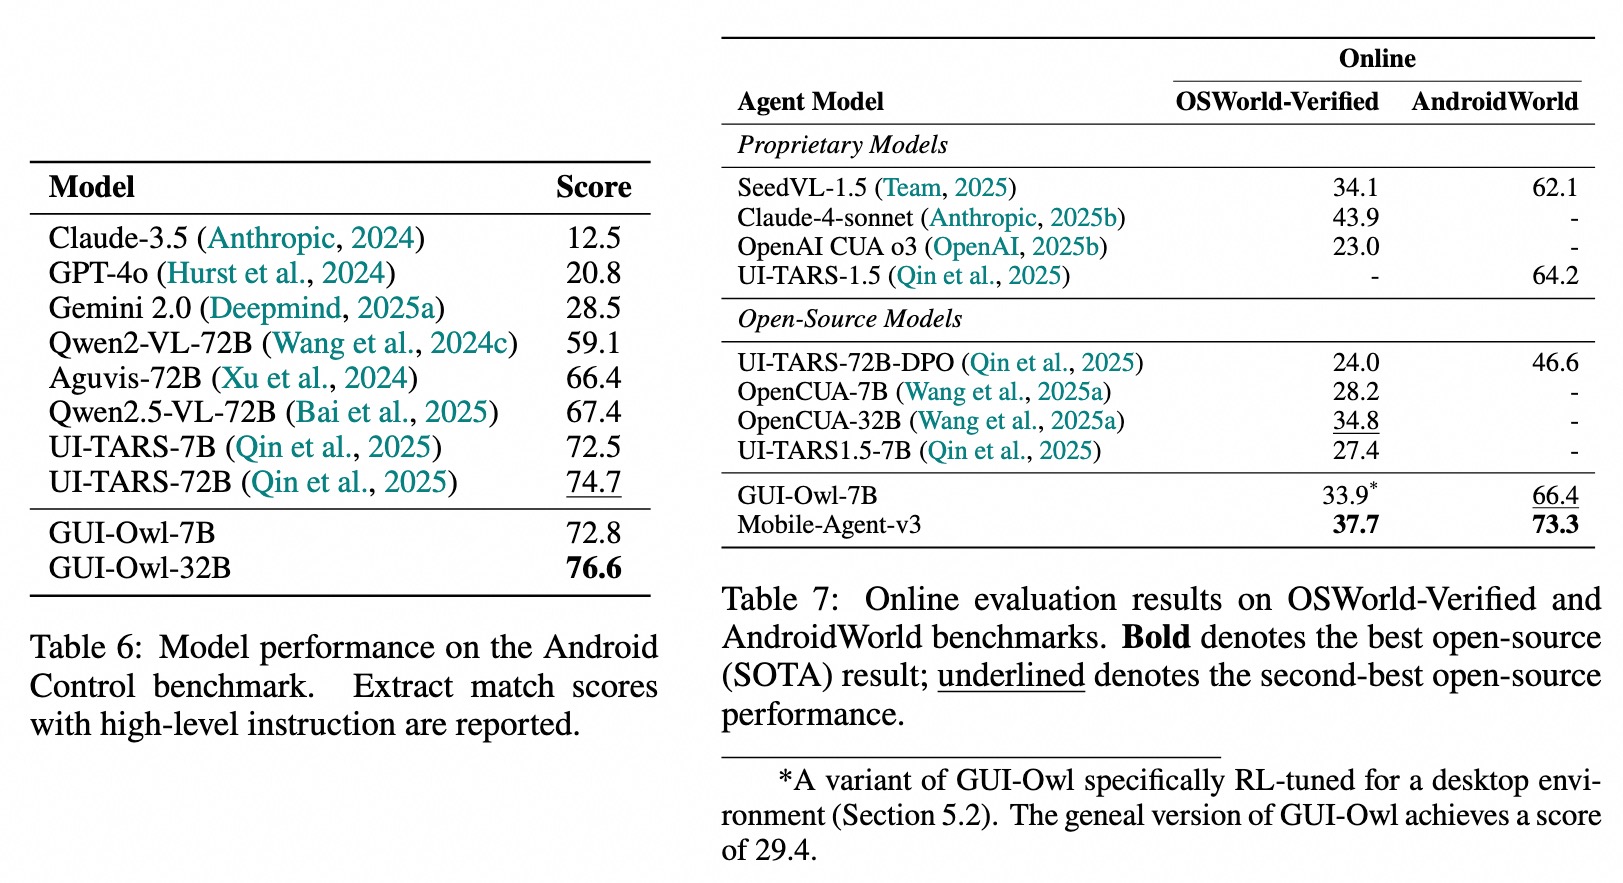 Model Score
Claude-3.5 (Anthropic, 2024) 12.5
GPT-4o (Hurst et al., 2024) 20.8
Gemini 2.0 (Deepmind, 2025a) 28.5
Qwen2-VL-72B (Wang et al., 2024c) 59.1
Aguvis-72B (Xu et al., 2024) 66.4
Qwen2.5-VL-72B (Bai et al., 2025) 67.4
UI-TARS-7B (Qin et al., 2025) 72.5
UI-TARS-72B (Qin et al., 2025) 74.7
GUI-Owl-7B 72.8
GUI-Owl-32B 76.6
Table 6: Model performance on the Android
Control benchmark. Extract match scores
with high-level instruction are reported.
Online
Agent Model OSWorld-Verified AndroidWorld
Proprietary Models
SeedVL-1.5 (Team, 2025) 34.1 62.1
Claude-4-sonnet (Anthropic, 2025b) 43.9 -
OpenAI CUA o3 (OpenAI, 2025b) 23.0 -
UI-TARS-1.5 (Qin et al., 2025) - 64.2
Open-Source Models
UI-TARS-72B-DPO (Qin et al., 2025) 24.0 46.6
OpenCUA-7B (Wang et al., 2025a) 28.2 -
OpenCUA-32B (Wang et al., 2025a) 34.8 -
UI-TARS1.5-7B (Qin et al., 2025) 27.4 -
GUI-Owl-7B 33.9* 66.4
Mobile-Agent-v3 37.7 73.3
Table 7: Online evaluation results on OSWorld-Verified and
AndroidWorld benchmarks. Bold denotes the best open-source
(SOTA) result; underlined denotes the second-best open-source
performance.
*A variant of GUI-Owl specifically RL-tuned for a desktop envi-
ronment (Section 5.2). The geneal version of GUI-Owl achieves a score
of 29.4.